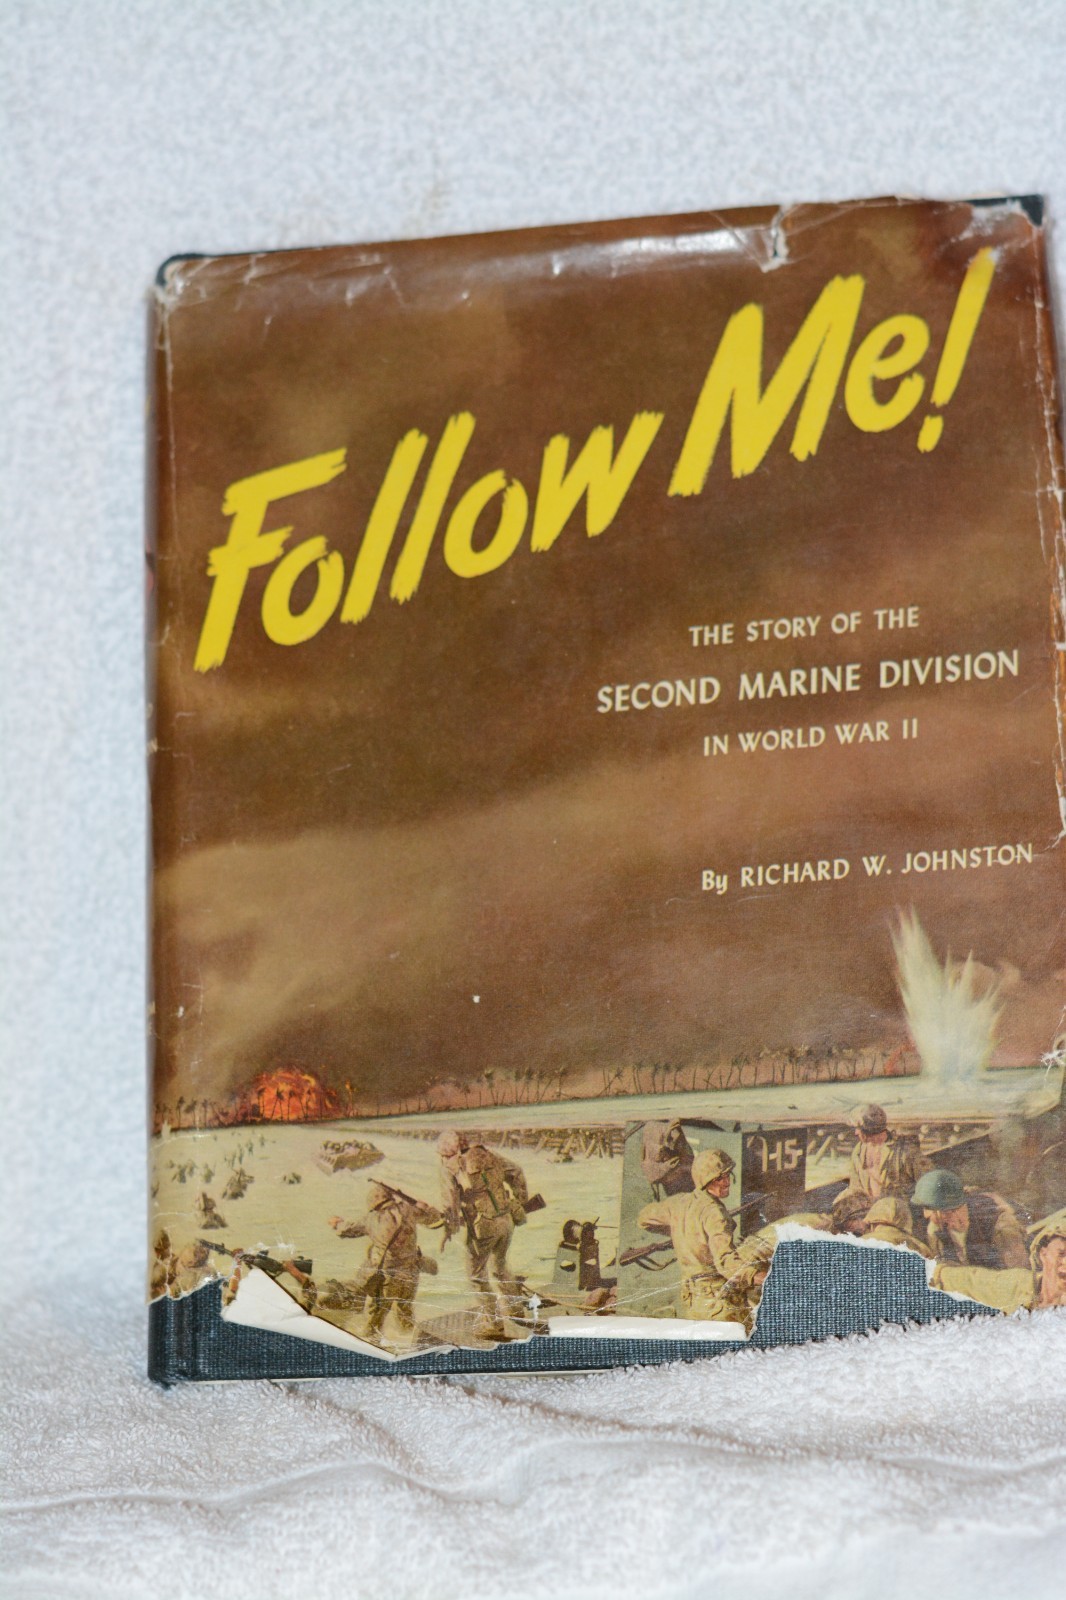 Follow Me!
THE STORY OF THE
SECOND MARINE DIVISION
IN WORLD WAR II
By RICHARD W. JOHNSTON